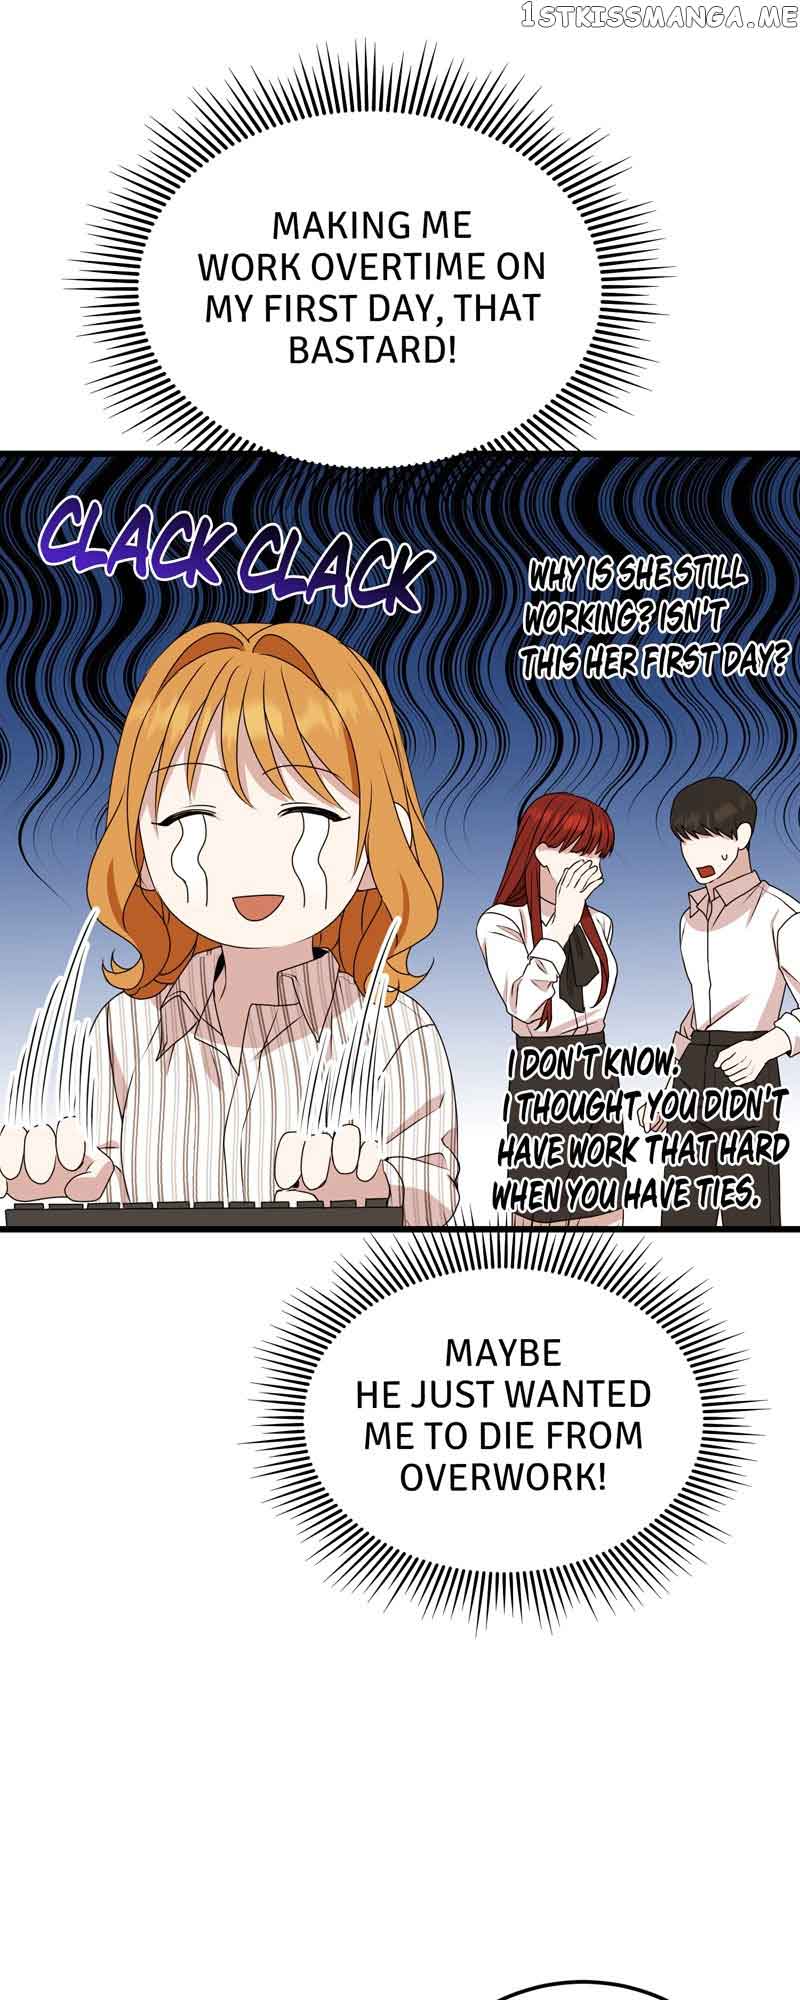 1STKISSMANGA.ME
MAKING ME
WORK OVERTIME ON
MY FIRST DAY, THAT
BASTARD!
CLACK CLACK
WHY IS SHE STILL
WORKING? ISN'T
THIS HER FIRST DAY?
I DON'T KNOW.
I THOUGHT YOU DIDN'T
HAVE WORK THAT HARD
WHEN YOU HAVE TIES.
MAYBE
HE JUST WANTED
ME TO DIE FROM
OVERWORK!